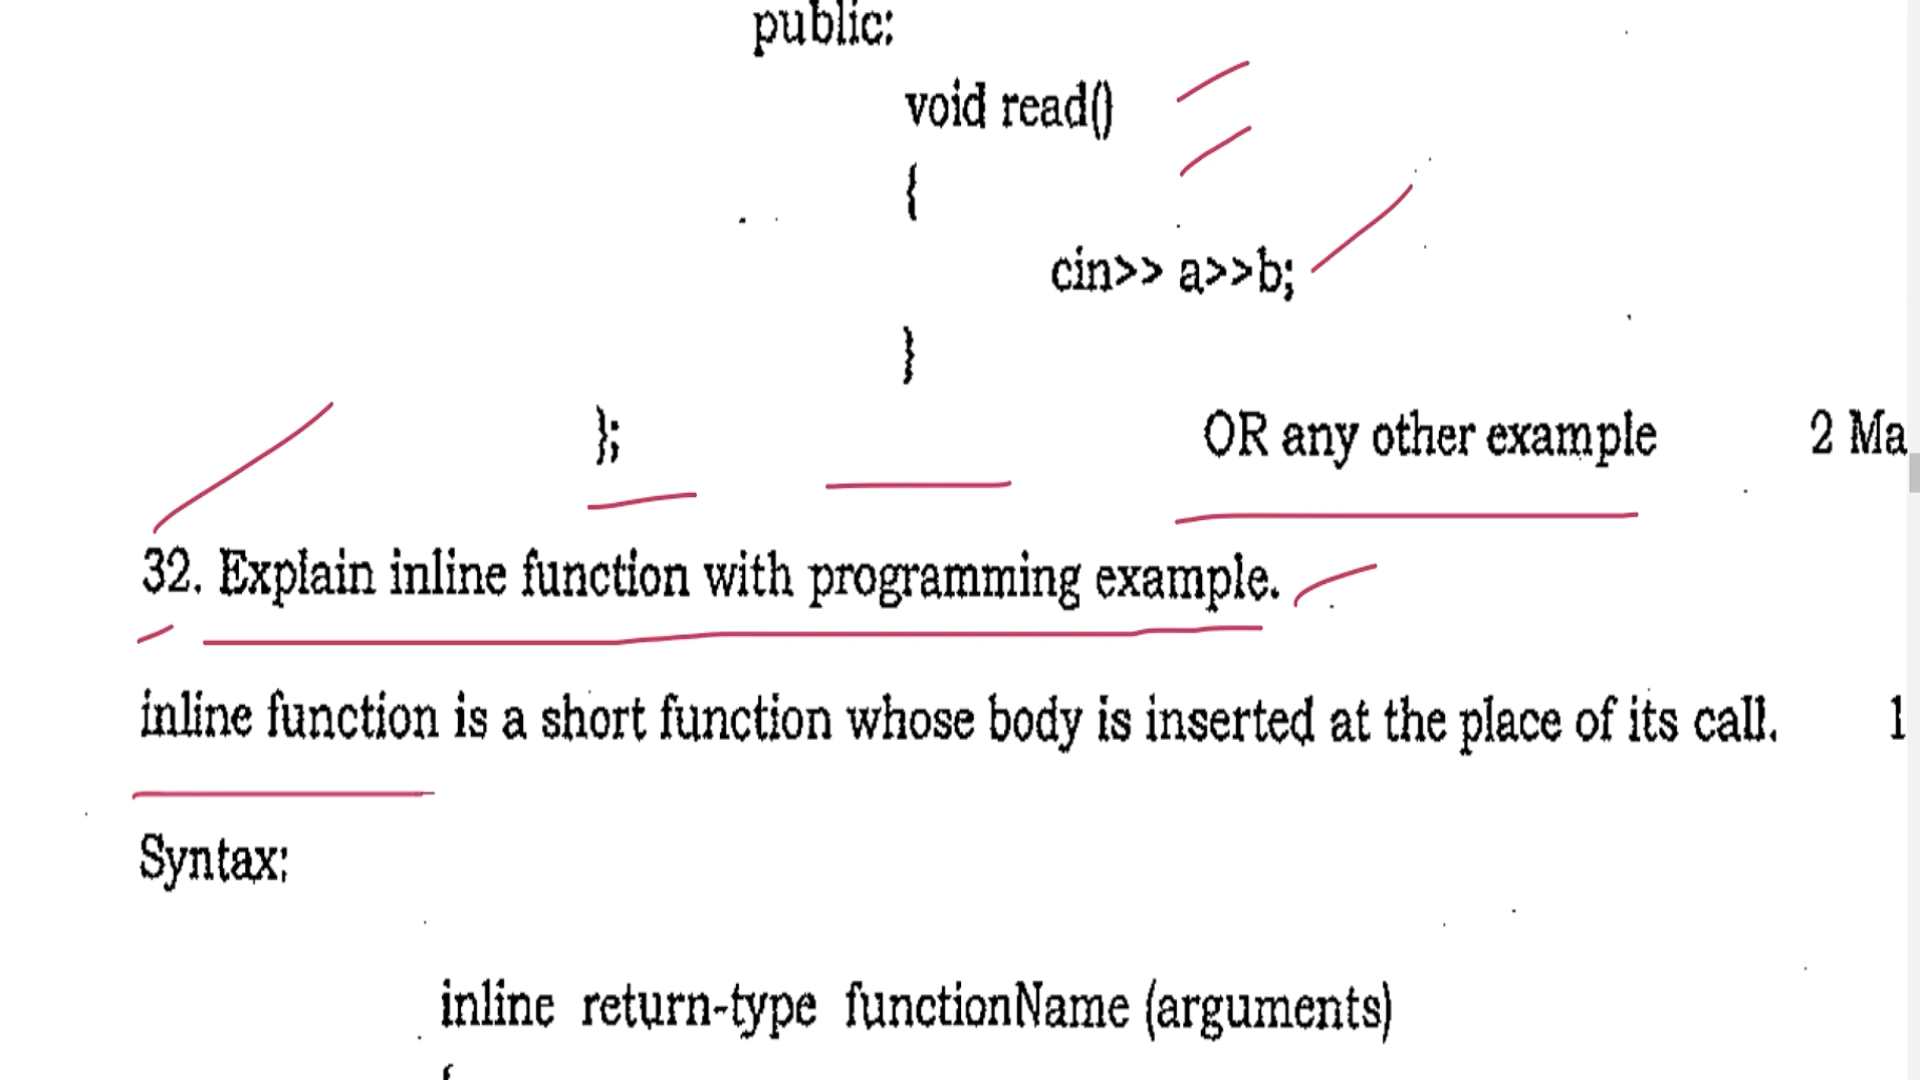 public:
void read()
{
cin>> a>>b;
}
}; OR any other example 2 Ma
32. Explain inline function with programming example.
inline function is a short function whose body is inserted at the place of its call. 1
Syntax:
inline return-type functionName (arguments)
{